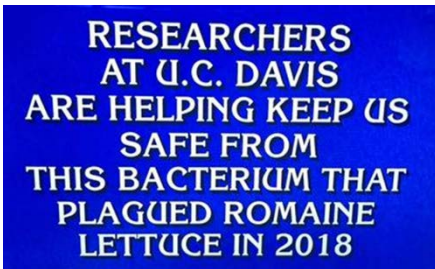 RESEARCHERS
AT U.C. DAVIS
ARE HELPING KEEP US
SAFE FROM
THIS BACTERIUM THAT
PLAGUED ROMAINE
LETTUCE IN 2018